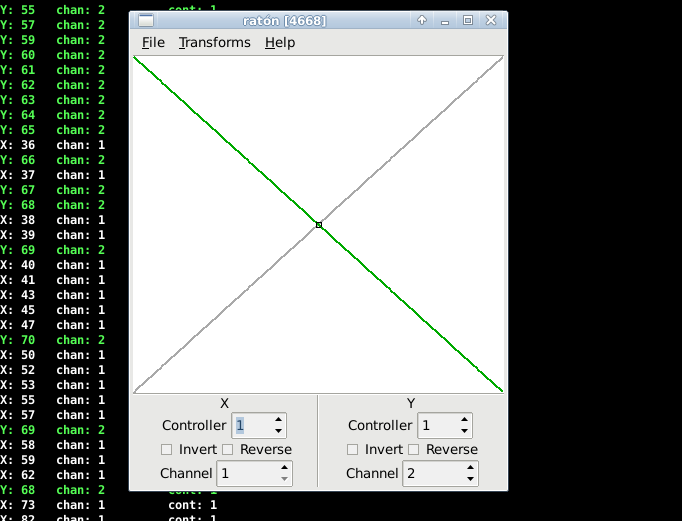 Y: 55 chan: 2 cont: 1
Y: 57 chan: 2
Y: 59 chan: 2
Y: 60 chan: 2
Y: 61 chan: 2
Y: 62 chan: 2
Y: 63 chan: 2
Y: 64 chan: 2
Y: 65 chan: 2
X: 36 chan: 1
Y: 66 chan: 2
X: 37 chan: 1
Y: 67 chan: 2
Y: 68 chan: 2
X: 38 chan: 1
X: 39 chan: 1
Y: 69 chan: 2
X: 40 chan: 1
X: 41 chan: 1
X: 43 chan: 1
X: 45 chan: 1
X: 47 chan: 1
Y: 70 chan: 2
X: 50 chan: 1
X: 52 chan: 1
X: 53 chan: 1
X: 55 chan: 1
X: 57 chan: 1
Y: 69 chan: 2
X: 58 chan: 1
X: 59 chan: 1
X: 62 chan: 1
Y: 68 chan: 2 cont: 1
X: 73 chan: 1 cont: 1
X: 82 chan: 1 cont: 1
ratón [4668]
File Transforms Help
X
Controller 1
Invert Reverse
Channel 1
Y
Controller 1
Invert Reverse
Channel 2